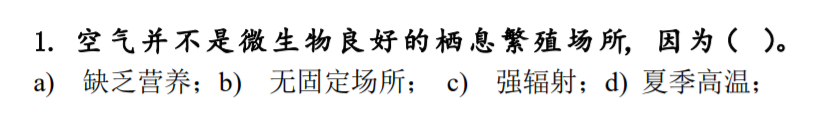 1. 空气并不是微生物良好的栖息繁殖场所, 因为( )。
a) 缺乏营养；b) 无固定场所； c) 强辐射；d) 夏季高温；